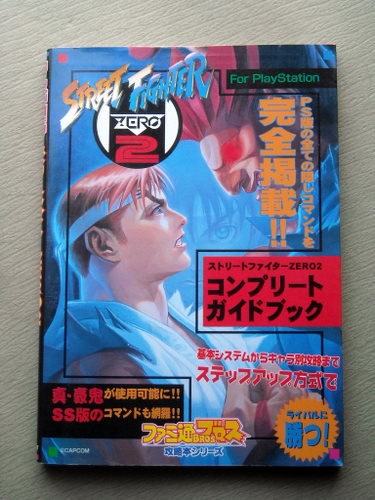 STREET FIGHTER
ZERO
2
For PlayStation
PS版の全ての隠しコマンドを
完全掲載!!
ストリートファイターZERO2
コンプリート
ガイドブック
基本システムからキャラ別攻略まで
ステップアップ方式で
ライバルに
勝つ!
真・豪鬼が使用可能に!!
SS版のコマンドも網羅!!
ファミ通ブロス
BROS
攻略本シリーズ
©CAPCOM